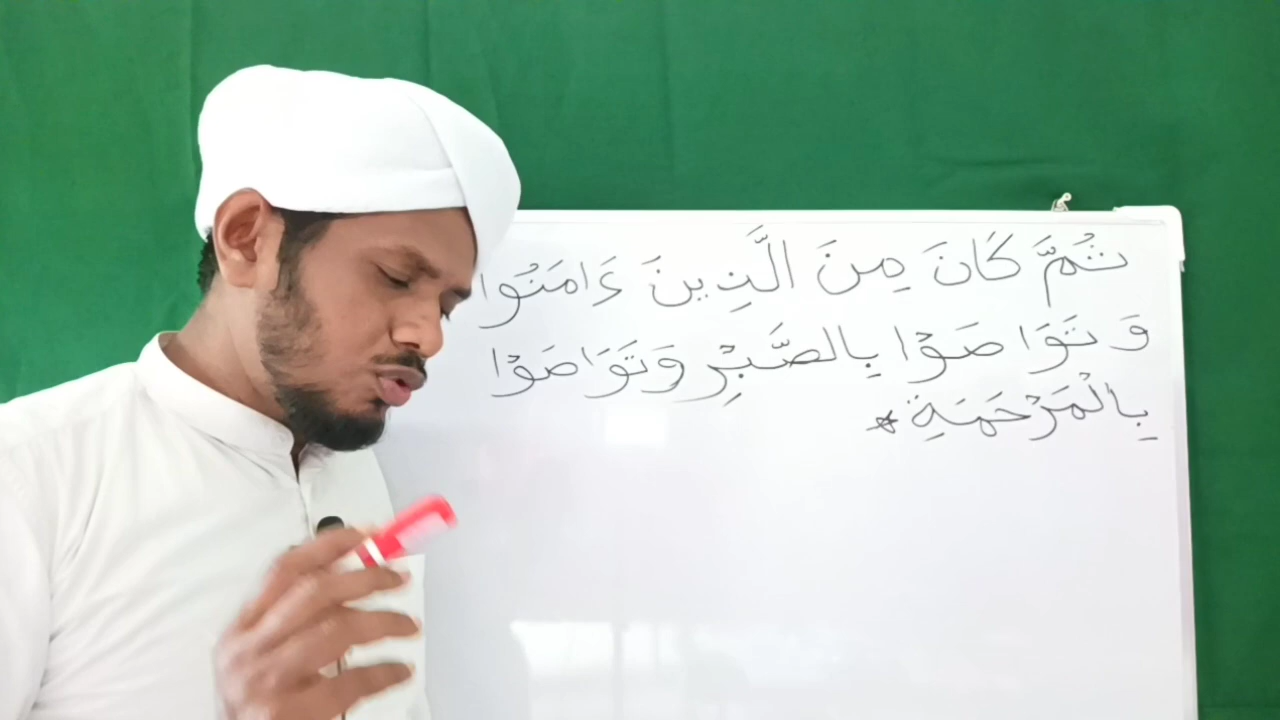 ثُمَّ كَانَ مِنَ الَّذِينَ ءَامَنُوا
وَ تَوَاصَوْا بِالصَّبْرِ وَتَوَاصَوْا
بِالْمَرْحَمَةِ *